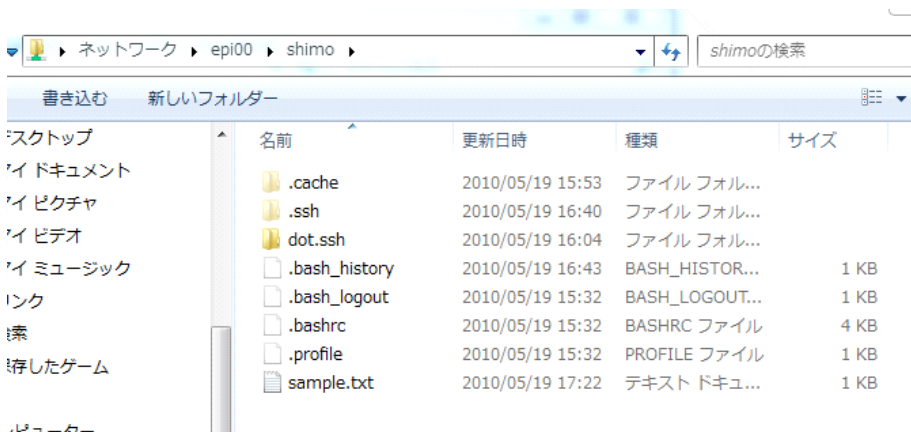 ネットワーク epi00 shimo
shimoの検索
書き込む 新しいフォルダー
スクトップ
イ ドキュメント
イ ピクチャ
イ ビデオ
イ ミュージック
ンク
索
存したゲーム
ピューター
名前 更新日時 種類 サイズ
.cache 2010/05/19 15:53 ファイル フォル...
.ssh 2010/05/19 16:40 ファイル フォル...
dot.ssh 2010/05/19 16:04 ファイル フォル...
.bash_history 2010/05/19 16:43 BASH_HISTOR... 1 KB
.bash_logout 2010/05/19 15:32 BASH_LOGOUT... 1 KB
.bashrc 2010/05/19 15:32 BASHRC ファイル 4 KB
.profile 2010/05/19 15:32 PROFILE ファイル 1 KB
sample.txt 2010/05/19 17:22 テキスト ドキュ... 1 KB